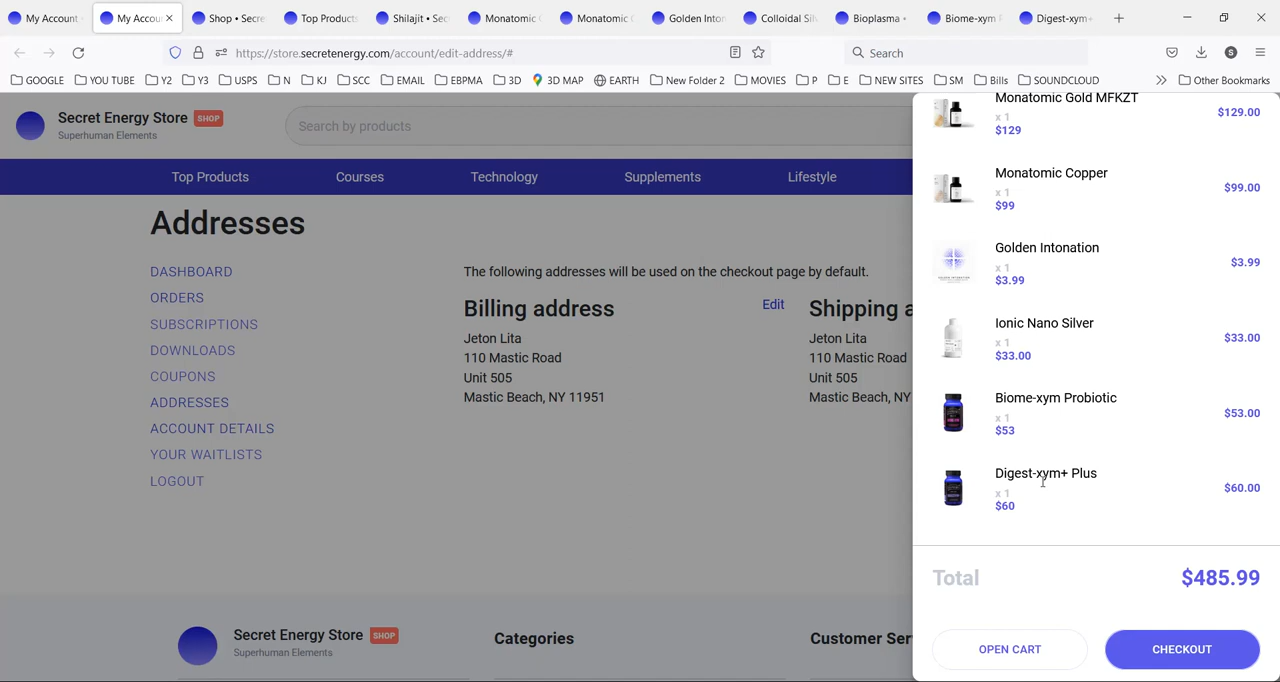 My Account
My Accou
Shop • Secre
Top Products
Shilajit • Sec
Monatomic
Monatomic
Golden Inton
Colloidal Silv
Bioplasma •
Biome-xym P
Digest-xym+
https://store.secretenergy.com/account/edit-address/#
Search
S
GOOGLE YOU TUBE Y2 Y3 USPS N KJ SCC EMAIL EBPMA 3D 3D MAP EARTH New Folder 2 MOVIES P E NEW SITES SM Bills SOUNDCLOUD Other Bookmarks
Secret Energy Store SHOP
Superhuman Elements
Search by products
Top Products Courses Technology Supplements Lifestyle
Addresses
DASHBOARD
ORDERS
SUBSCRIPTIONS
DOWNLOADS
COUPONS
ADDRESSES
ACCOUNT DETAILS
YOUR WAITLISTS
LOGOUT
The following addresses will be used on the checkout page by default.
Billing address Edit
Jeton Lita
110 Mastic Road
Unit 505
Mastic Beach, NY 11951
Shipping a
Jeton Lita
110 Mastic Road
Unit 505
Mastic Beach, NY
Monatomic Gold MFKZT
x 1
$129
$129.00
Monatomic Copper
x 1
$99
$99.00
Golden Intonation
x 1
$3.99
$3.99
Ionic Nano Silver
x 1
$33.00
$33.00
Biome-xym Probiotic
x 1
$53
$53.00
Digest-xym+ Plus
x 1
$60
$60.00
Total $485.99
OPEN CART CHECKOUT
Secret Energy Store SHOP
Superhuman Elements
Categories
Customer Ser